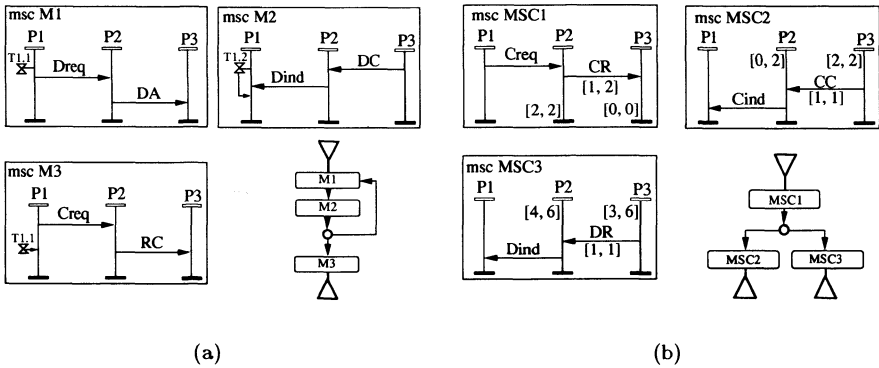 msc M1
P1 P2 P3
T1.1
Dreq
DA
msc M2
P1 P2 P3
T1.2
DC
Dind
msc M3
P1 P2 P3
Creq
T1.1
RC
M1
M2
M3
(a)
msc MSC1
P1 P2 P3
Creq
CR
[1, 2]
[2, 2] [0, 0]
msc MSC2
P1 P2 P3
[0, 2] [2, 2]
CC
[1, 1]
Cind
msc MSC3
P1 P2 P3
[4, 6] [3, 6]
DR
[1, 1]
Dind
MSC1
MSC2 MSC3
(b)